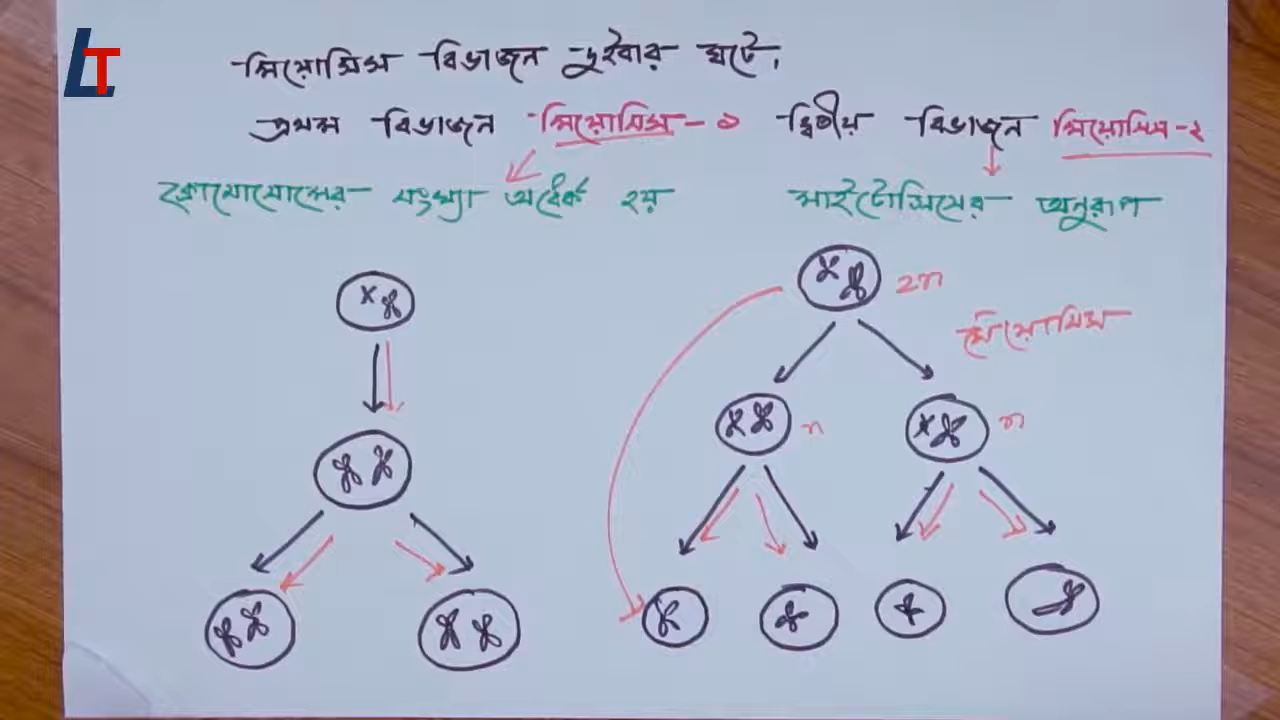 LT
মিয়োসিস বিভাজন দুইবার ঘটে,
প্রথম বিভাজন মিয়োসিস-১ দ্বিতীয় বিভাজন মিয়োসিস-২
ক্রোমোসোমের সংখ্যা অর্ধেক হয় মাইটোসিসের অনুরূপ
2n
মিয়োসিস
n
n